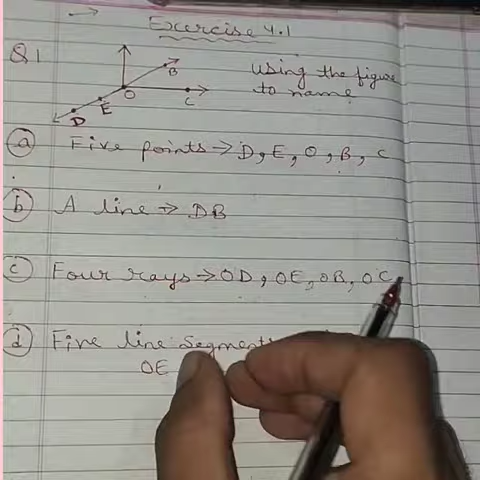 Exercise 4.1
Q1
B
O
C
E
D
Using the figure
to name
a Five points → D, E, O, B, C
b A line → DB
c Four rays → OD, OE, OB, OC
d Five line Segments
OE